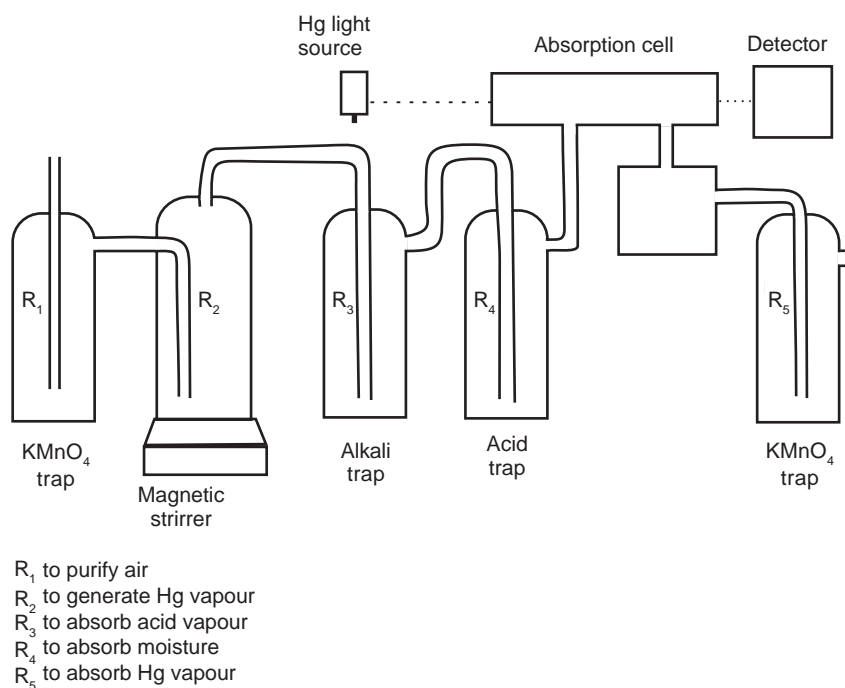 Hg light
source
Absorption cell
Detector
R₁
R₂
R₃
R₄
R₅
KMnO₄
trap
Magnetic
strirrer
Alkali
trap
Acid
trap
KMnO₄
trap
R₁ to purify air
R₂ to generate Hg vapour
R₃ to absorb acid vapour
R₄ to absorb moisture
R₅ to absorb Hg vapour